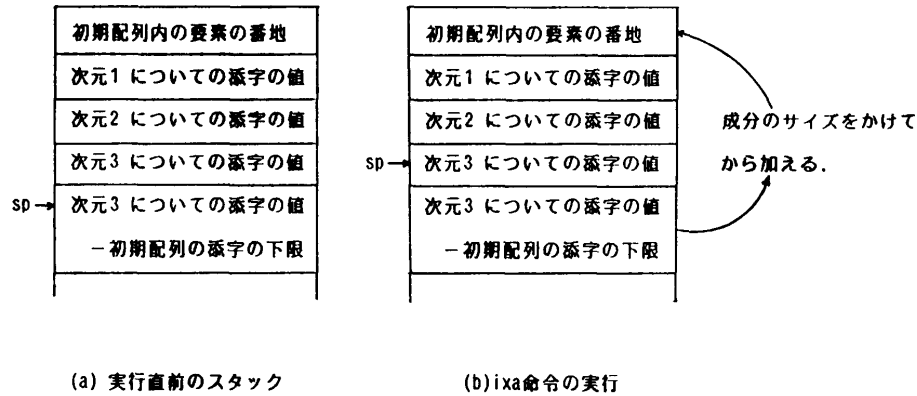 初期配列内の要素の番地
次元1 についての添字の値
次元2 についての添字の値
次元3 についての添字の値
sp
次元3 についての添字の値
－初期配列の添字の下限
(a) 実行直前のスタック
初期配列内の要素の番地
次元1 についての添字の値
次元2 についての添字の値
sp
次元3 についての添字の値
次元3 についての添字の値
－初期配列の添字の下限
成分のサイズをかけて
から加える.
(b)ixa命令の実行